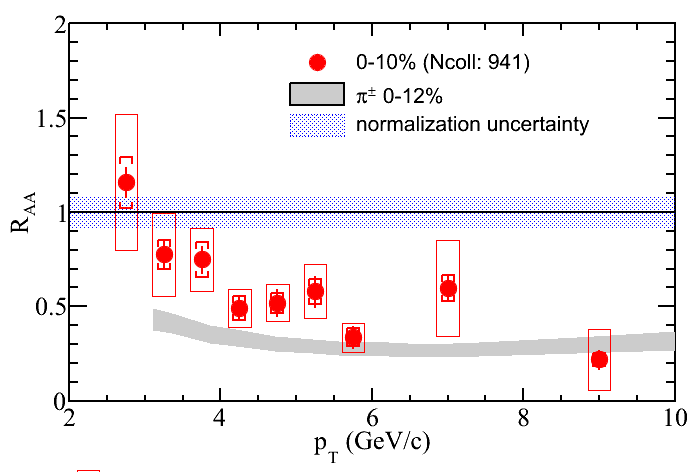 2
1.5
1
0.5
0
R_AA
0-10% (Ncoll: 941)
π± 0-12%
normalization uncertainty
2 4 6 8 10
p_T (GeV/c)